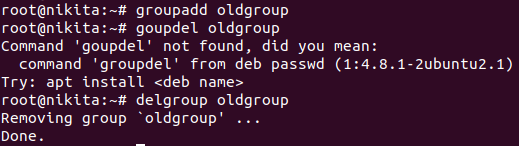 root@nikita:~# groupadd oldgroup
root@nikita:~# goupdel oldgroup
Command 'goupdel' not found, did you mean:
  command 'groupdel' from deb passwd (1:4.8.1-2ubuntu2.1)
Try: apt install <deb name>
root@nikita:~# delgroup oldgroup
Removing group `oldgroup' ...
Done.